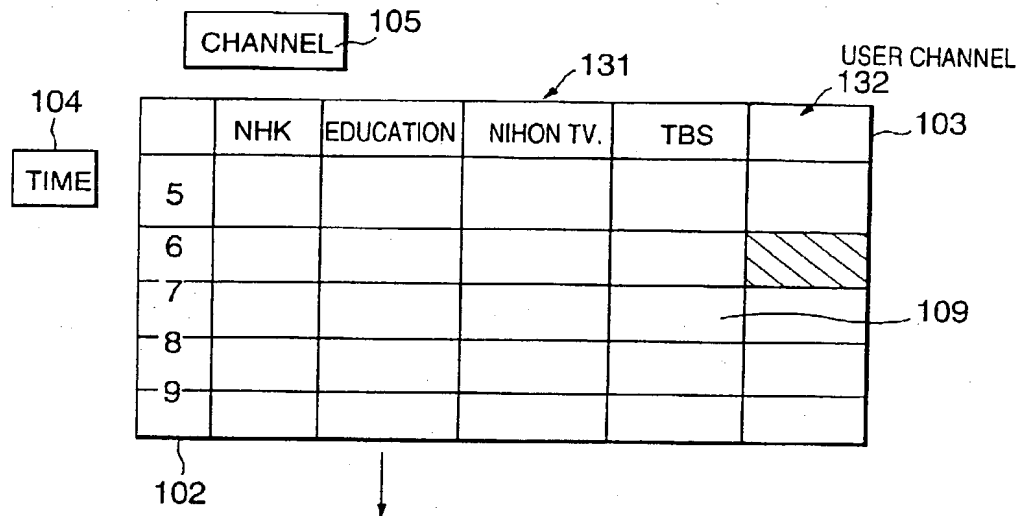 CHANNEL 105
USER CHANNEL
131 132
104
NHK EDUCATION NIHON TV. TBS 103
TIME
5
6
7
109
8
9
102